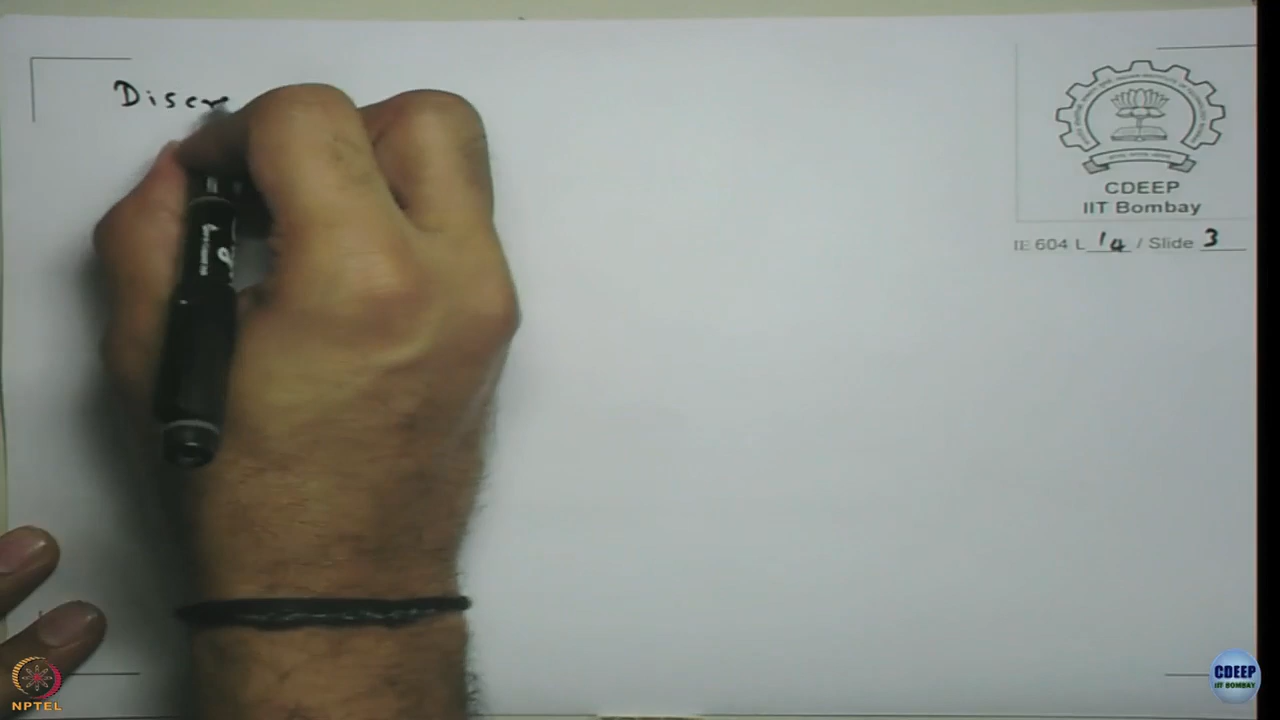 Discr
CDEEP
IIT Bombay
IE 604 L 14 / Slide 3
NPTEL
CDEEP
IIT BOMBAY